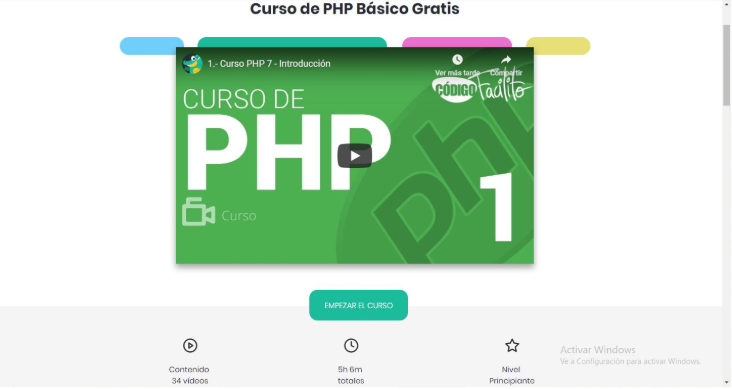 Curso de PHP Básico Gratis
1.- Curso PHP 7 - Introducción
Ver más tarde
Compartir
CÓDIGO
Facilito
CURSO DE
PHP
php
1
Curso
EMPEZAR EL CURSO
Contenido
34 vídeos
5h 6m
totales
Nivel
Principiante
Activar Windows
Ve a Configuración para activar Windows.